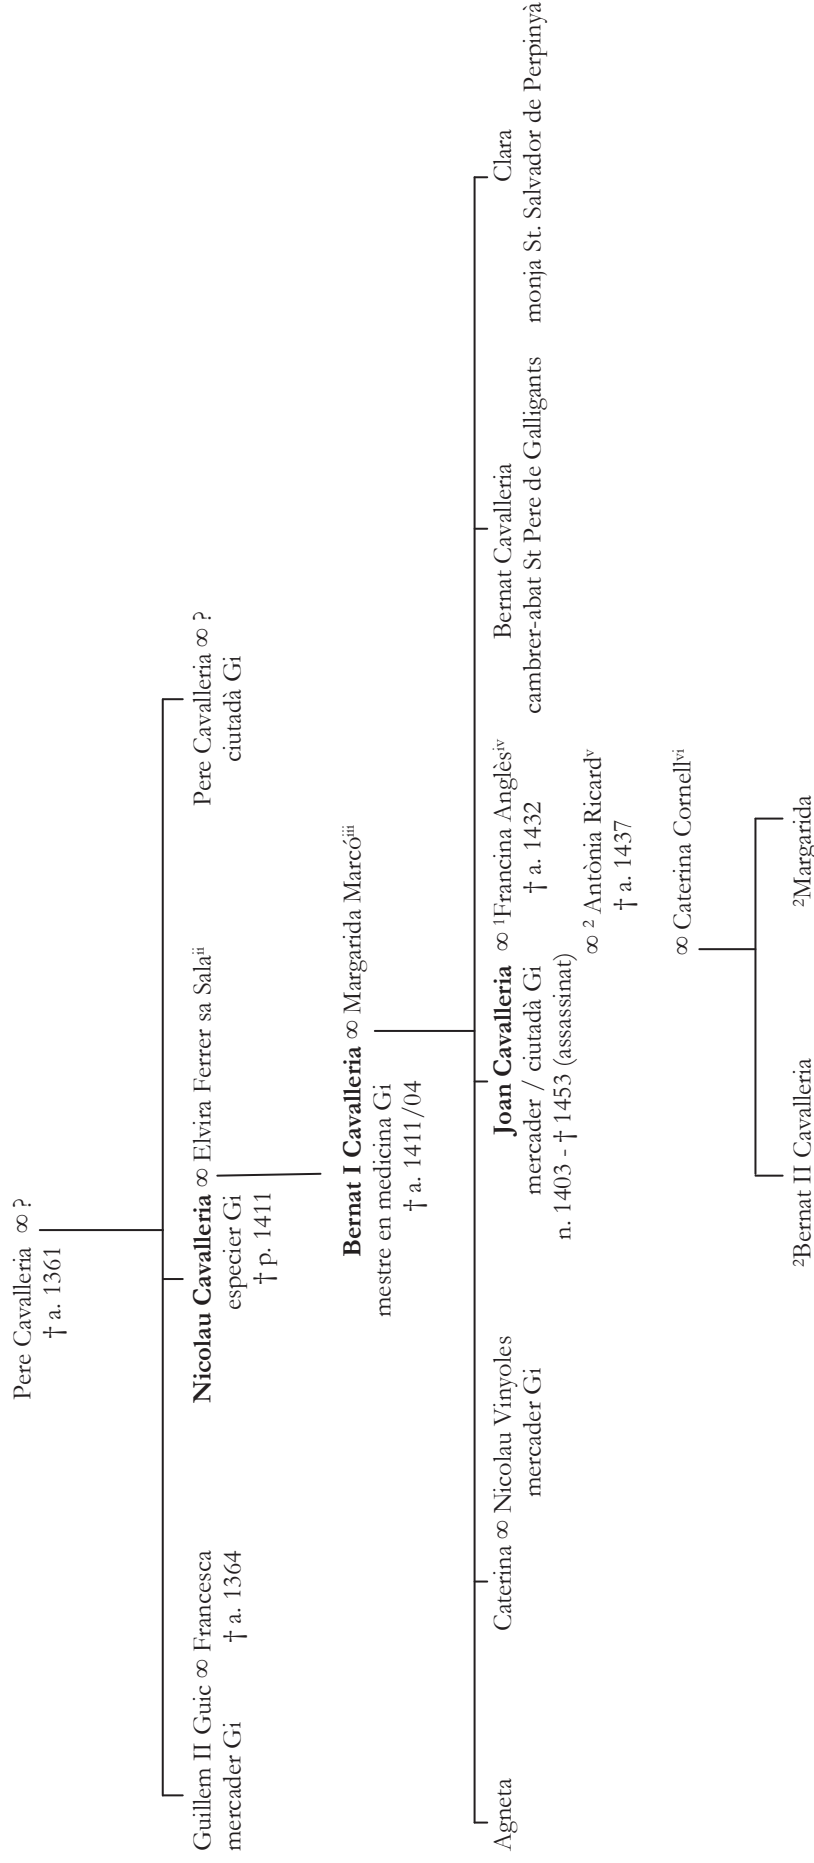 Pere Cavalleria ∞ ?
† a. 1361
Guillem II Guic ∞ Francesca
mercader Gi
† a. 1364
Nicolau Cavalleria ∞ Elvira Ferrer sa Salaⁱⁱ
especier Gi
† p. 1411
Pere Cavalleria ∞ ?
ciutadà Gi
Bernat I Cavalleria ∞ Margarida Marcóⁱⁱⁱ
mestre en medicina Gi
† a. 1411/04
Agneta
Caterina ∞ Nicolau Vinyoles
mercader Gi
Joan Cavalleria ∞ ¹Francina Anglèsⁱᵛ
mercader / ciutadà Gi
† a. 1432
n. 1403 - † 1453 (assassinat)
∞ ² Antònia Ricardᵛ
† a. 1437
∞ Caterina Cornellᵛⁱ
Bernat Cavalleria
cambrer-abat St Pere de Galligants
Clara
monja St. Salvador de Perpinyà
²Bernat II Cavalleria
²Margarida